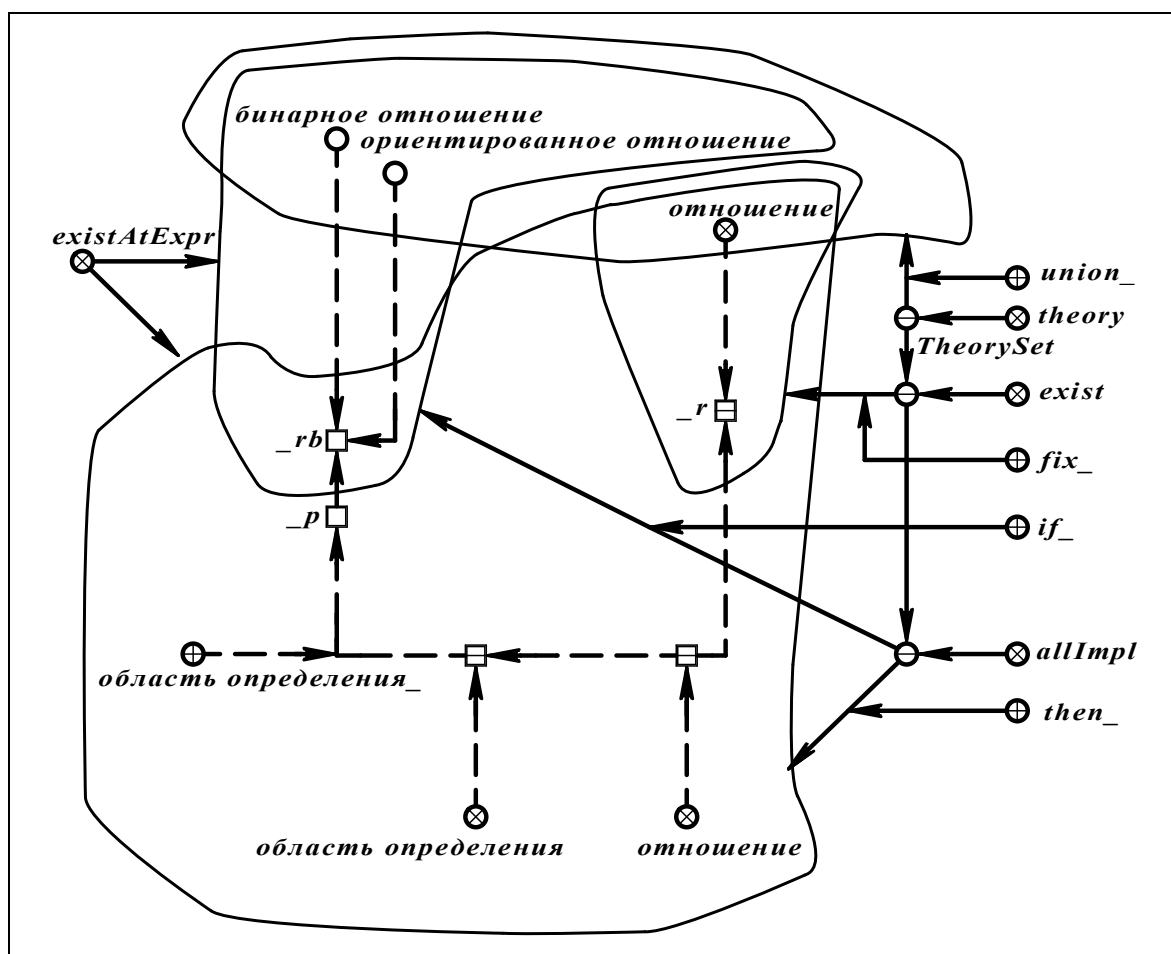 бинарное отношение
ориентированное отношение
отношение
existAtExpr
union_
theory
TheorySet
exist
_r
_rb
fix_
_p
if_
allImpl
область определения_
then_
область определения
отношение